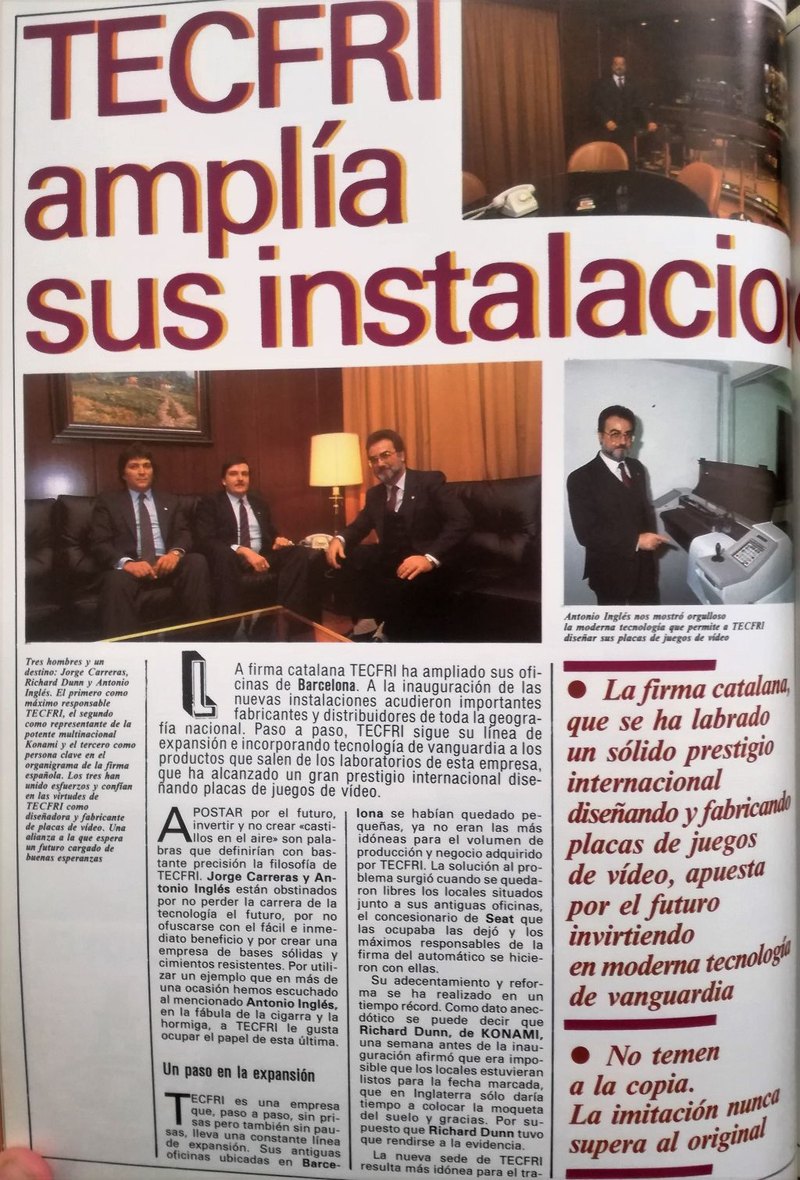 TECFRI
amplía
sus instalacio
Antonio Inglés nos mostró orgulloso
la moderna tecnología que permite a TECFRI
diseñar sus placas de juegos de vídeo
Tres hombres y un
destino: Jorge Carreras,
Richard Dunn y Antonio
Inglés. El primero como
máximo responsable
TECFRI, el segundo
como representante de la
potente multinacional
Konami y el tercero como
persona clave en el
organigrama de la firma
española. Los tres han
unido esfuerzos y confían
en las virtudes de
TECFRI como
diseñadora y fabricante
de placas de vídeo. Una
alianza a la que espera
un futuro cargado de
buenas esperanzas
LA firma catalana TECFRI ha ampliado sus ofi-
cinas de Barcelona. A la inauguración de las
nuevas instalaciones acudieron importantes
fabricantes y distribuidores de toda la geogra-
fía nacional. Paso a paso, TECFRI sigue su línea de
expansión e incorporando tecnología de vanguardia a los
productos que salen de los laboratorios de esta empresa,
que ha alcanzado un gran prestigio internacional dise-
ñando placas de juegos de vídeo.
APOSTAR por el futuro,
invertir y no crear «casti-
llos en el aire» son pala-
bras que definirían con bas-
tante precisión la filosofía de
TECFRI. Jorge Carreras y An-
tonio Inglés están obstinados
por no perder la carrera de la
tecnología el futuro, por no
ofuscarse con el fácil e in-
mediato beneficio y por crear una
empresa de bases sólidas y
cimientos resistentes. Por utili-
zar un ejemplo que en más de
una ocasión hemos escuchado
al mencionado Antonio Inglés,
en la fábula de la cigarra y la
hormiga, a TECFRI le gusta
ocupar el papel de esta última.
Un paso en la expansión
TECFRI es una empresa
que, paso a paso, sin pri-
sas pero también sin pau-
sas, lleva una constante línea
de expansión. Sus antiguas
oficinas ubicadas en Barce-
lona se habían quedado pe-
queñas, ya no eran las más
idóneas para el volumen de
producción y negocio adquirido
por TECFRI. La solución al pro-
blema surgió cuando se queda-
ron libres los locales situados
junto a sus antiguas oficinas,
el concesionario de Seat que
las ocupaba las dejó y los
máximos responsables de la
firma del automático se hicie-
ron con ellas.
Su adecentamiento y refor-
ma se ha realizado en un
tiempo récord. Como dato anec-
dótico se puede decir que
Richard Dunn, de KONAMI,
una semana antes de la inau-
guración afirmó que era impo-
sible que los locales estuvieran
listos para la fecha marcada,
que en Inglaterra sólo daría
tiempo a colocar la moqueta
del suelo y gracias. Por su-
puesto que Richard Dunn tuvo
que rendirse a la evidencia.
La nueva sede de TECFRI
resulta más idónea para el tra-
● La firma catalana,
que se ha labrado
un sólido prestigio
internacional
diseñando y fabricando
placas de juegos
de vídeo, apuesta
por el futuro
invirtiendo
en moderna tecnología
de vanguardia
● No temen
a la copia.
La imitación nunca
supera al original